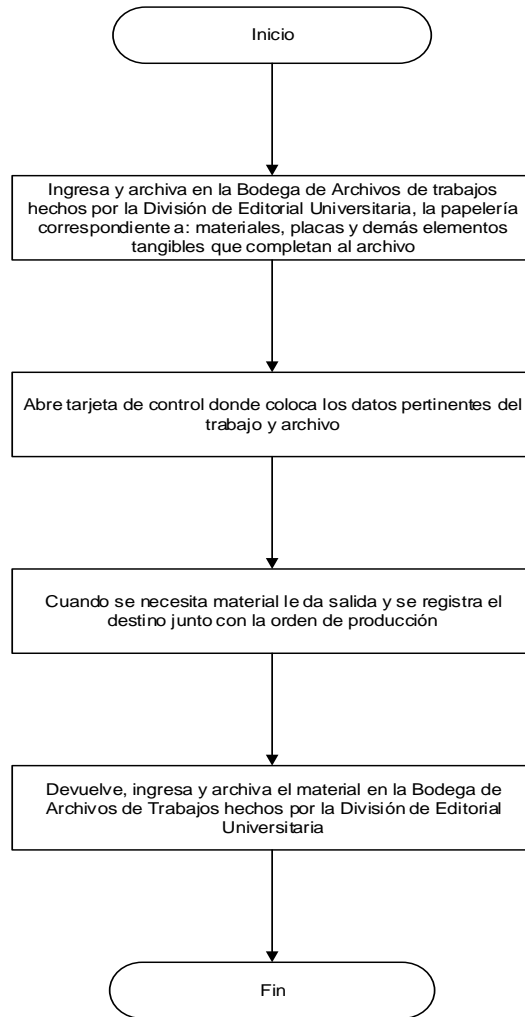 Inicio
Ingresa y archiva en la Bodega de Archivos de trabajos
hechos por la División de Editorial Universitaria, la papelería
correspondiente a: materiales, placas y demás elementos
tangibles que completan al archivo
Abre tarjeta de control donde coloca los datos pertinentes del
trabajo y archivo
Cuando se necesita material le da salida y se registra el
destino junto con la orden de producción
Devuelve, ingresa y archiva el material en la Bodega de
Archivos de Trabajos hechos por la División de Editorial
Universitaria
Fin